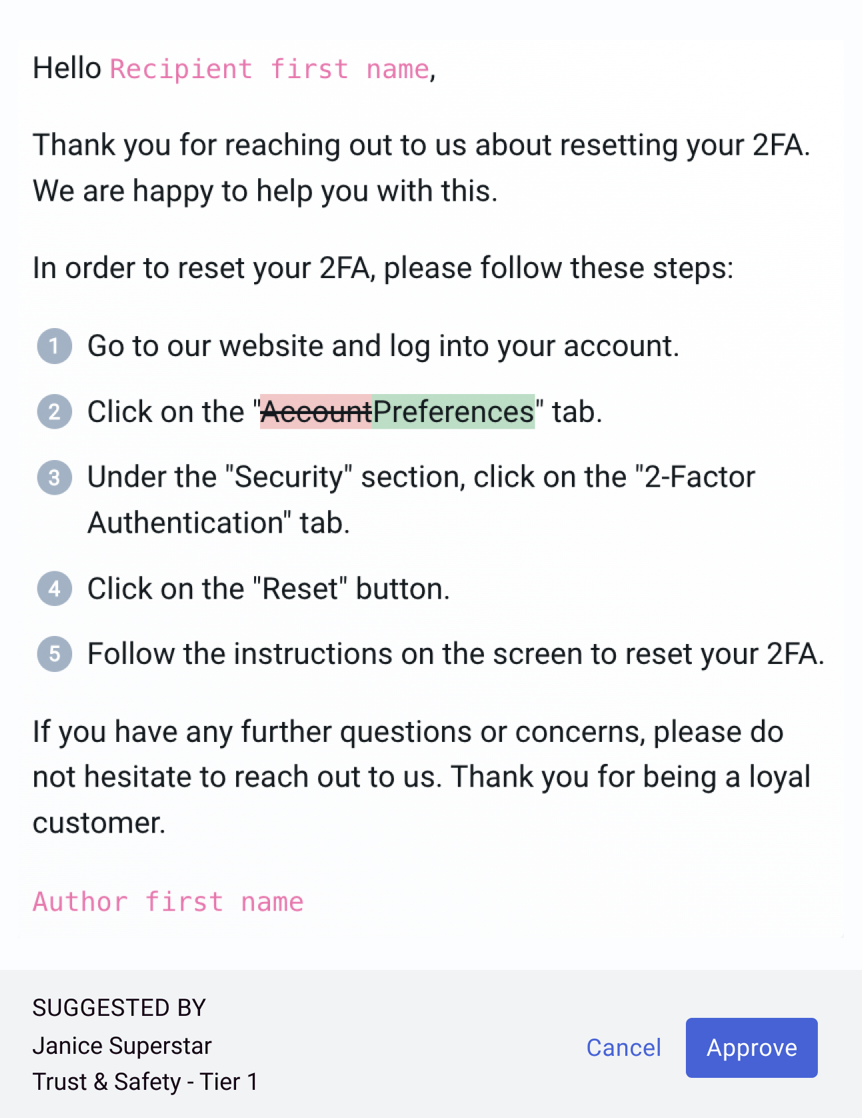 Hello Recipient first name,
Thank you for reaching out to us about resetting your 2FA.
We are happy to help you with this.
In order to reset your 2FA, please follow these steps:
1 Go to our website and log into your account.
2 Click on the "AccountPreferences" tab.
3 Under the "Security" section, click on the "2-Factor
Authentication" tab.
4 Click on the "Reset" button.
5 Follow the instructions on the screen to reset your 2FA.
If you have any further questions or concerns, please do
not hesitate to reach out to us. Thank you for being a loyal
customer.
Author first name
SUGGESTED BY
Janice Superstar
Trust & Safety - Tier 1
Cancel
Approve